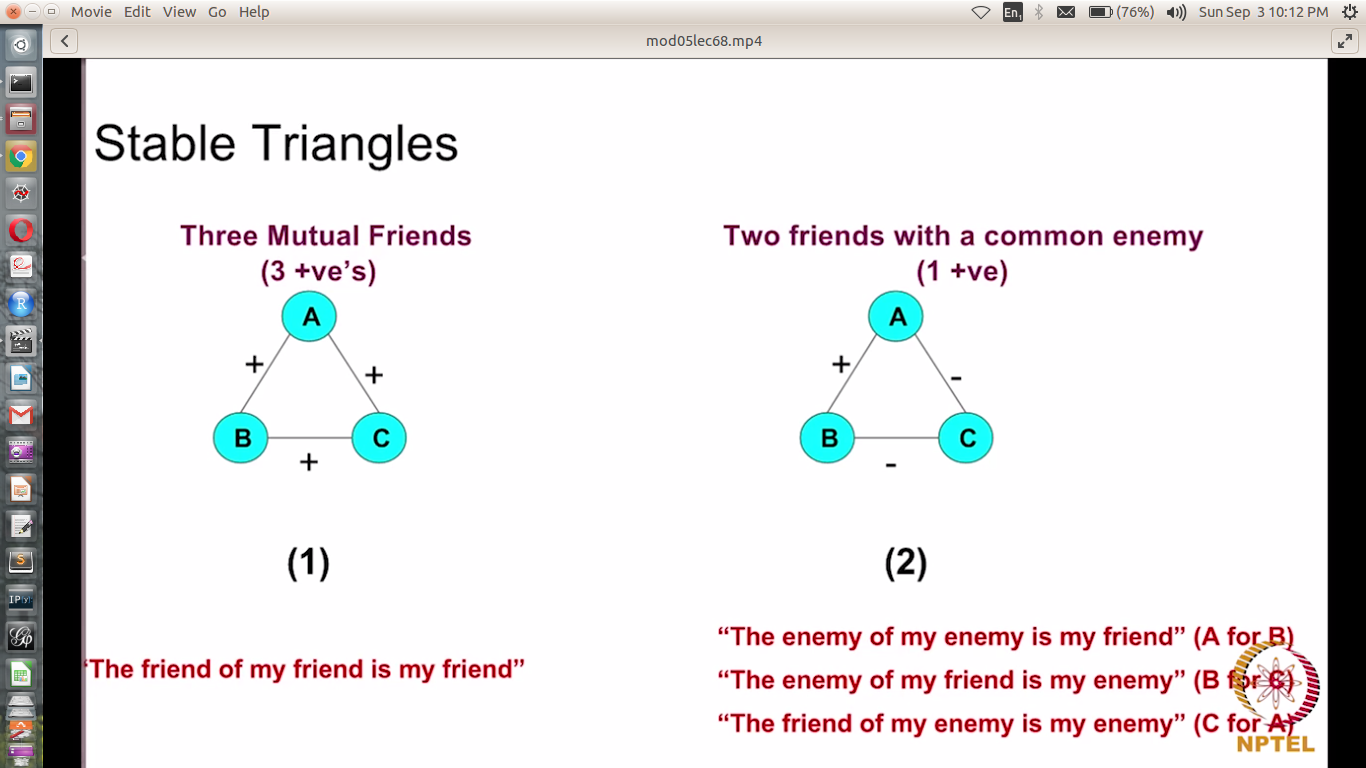 Movie Edit View Go Help
En1 (76%) Sun Sep 3 10:12 PM
mod05lec68.mp4
Stable Triangles
Three Mutual Friends
(3 +ve's)
A
+ +
B C
+
(1)
“The friend of my friend is my friend”
Two friends with a common enemy
(1 +ve)
A
+ -
B C
-
(2)
“The enemy of my enemy is my friend” (A for B)
“The enemy of my friend is my enemy” (B for C)
“The friend of my enemy is my enemy” (C for A)
NPTEL
R
S
IP[y]: